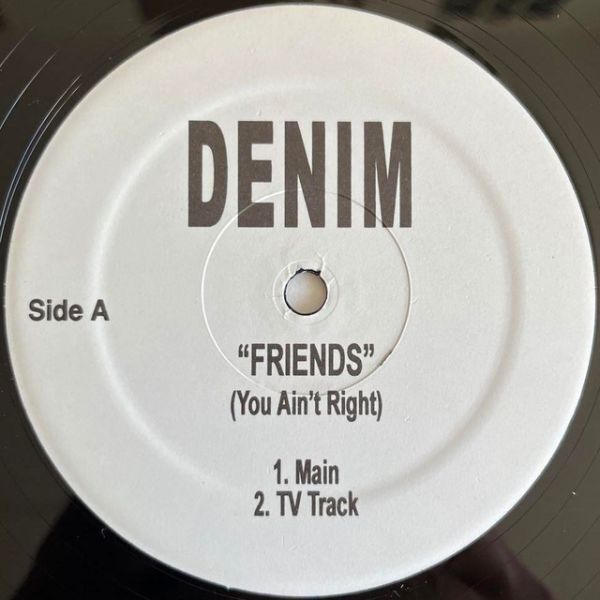 DENIM
Side A
“FRIENDS”
(You Ain’t Right)
1. Main
2. TV Track